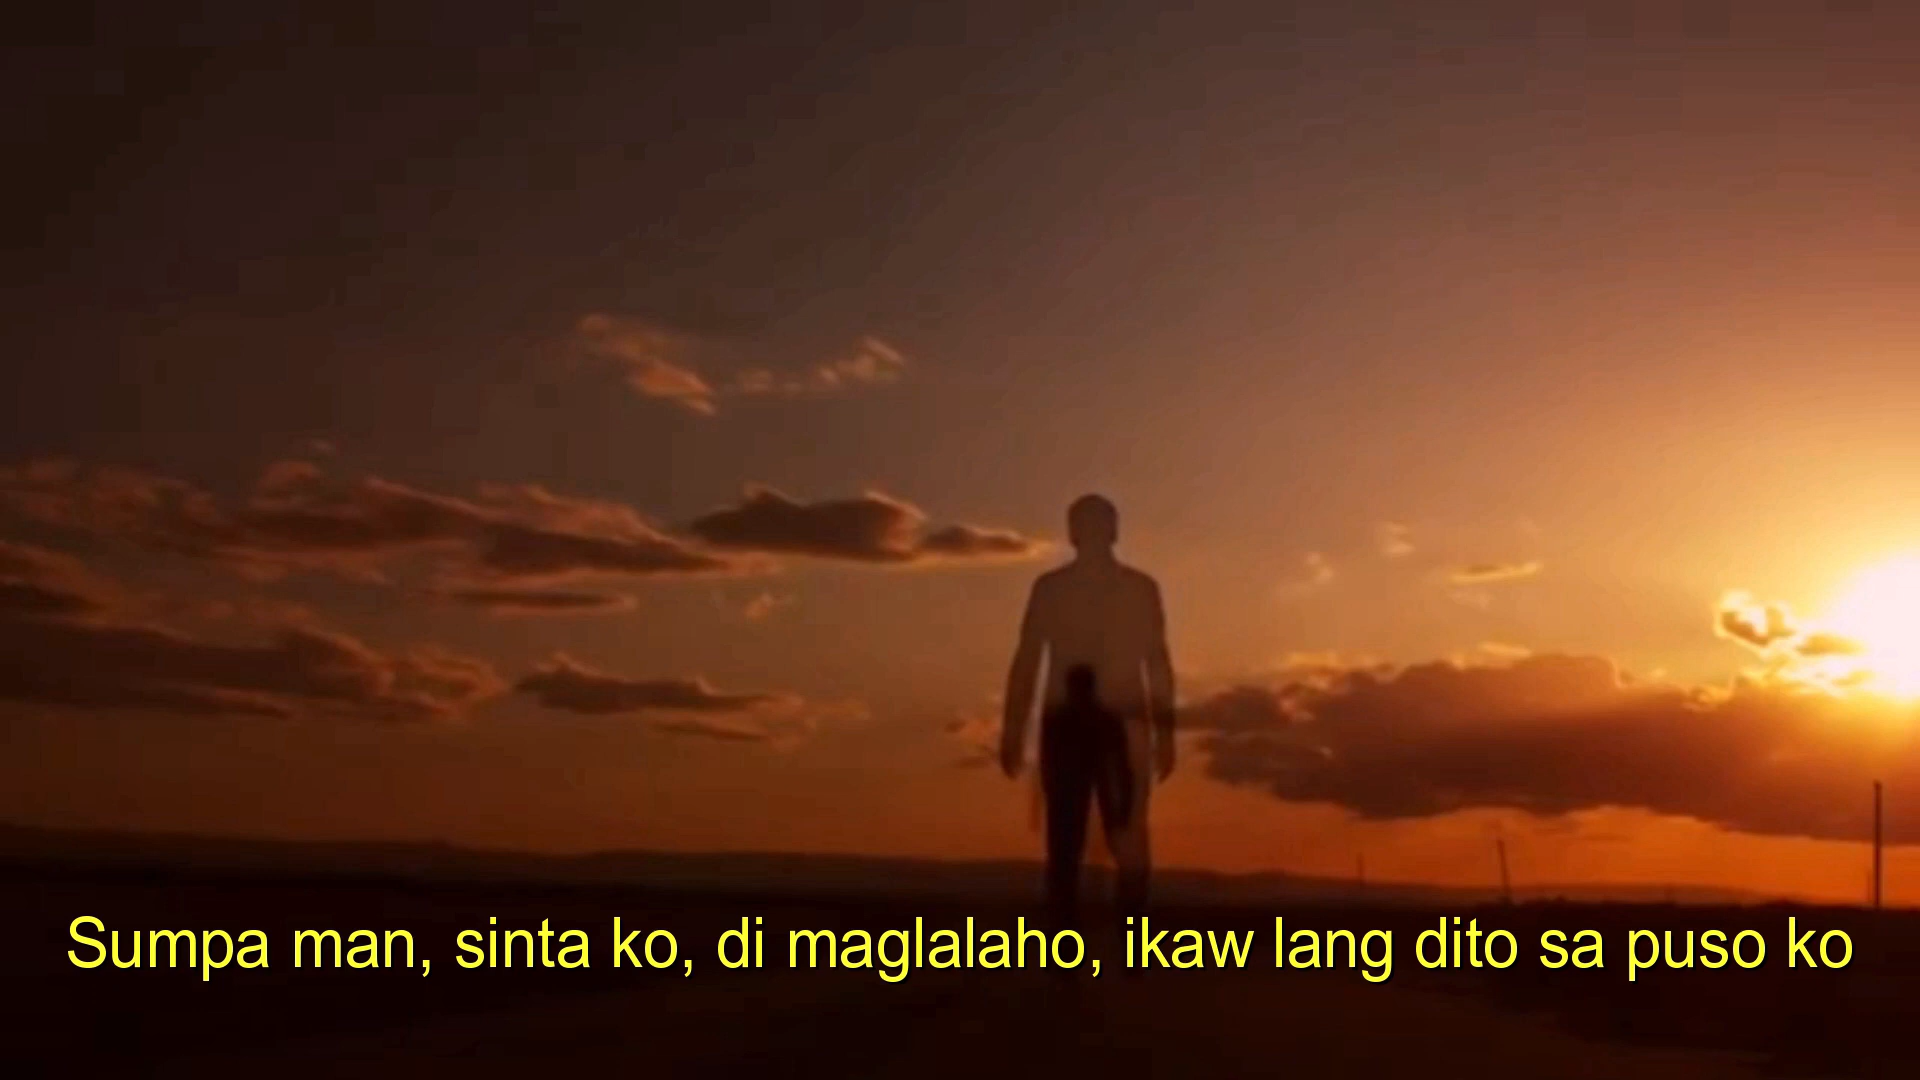 Sumpa man, sinta ko, di maglalaho, ikaw lang dito sa puso ko